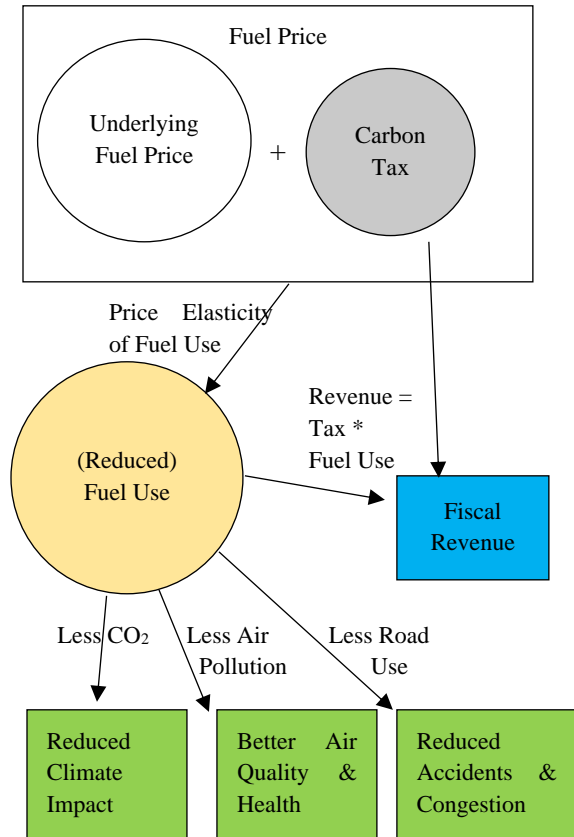 Fuel Price
Underlying
Fuel Price
+
Carbon
Tax
Price Elasticity
of Fuel Use
Revenue =
Tax *
Fuel Use
(Reduced)
Fuel Use
Fiscal
Revenue
Less CO₂
Less Air
Pollution
Less Road
Use
Reduced
Climate
Impact
Better Air
Quality &
Health
Reduced
Accidents &
Congestion